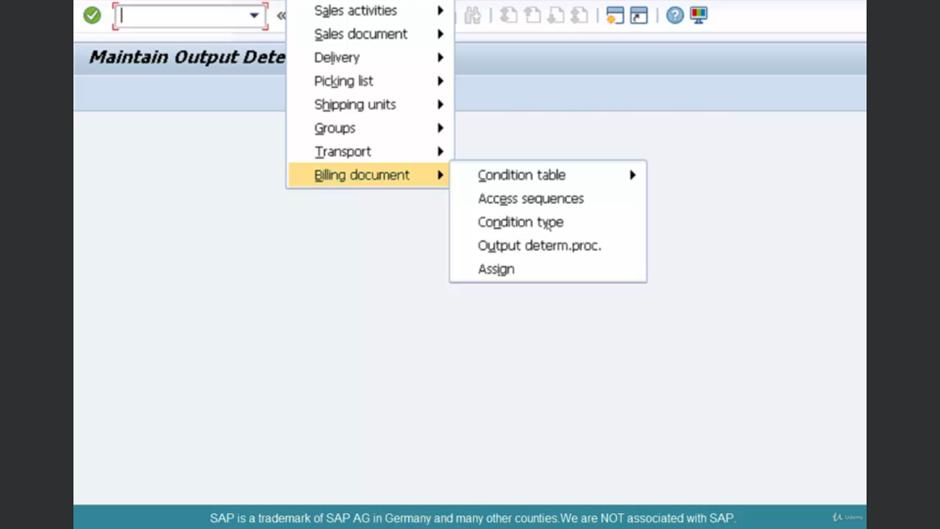 «
Maintain Output Dete
Sales activities
Sales document
Delivery
Picking list
Shipping units
Groups
Transport
Billing document
Condition table
Access sequences
Condition type
Output determ.proc.
Assign
SAP is a trademark of SAP AG in Germany and many other counties.We are NOT associated with SAP.
Udemy